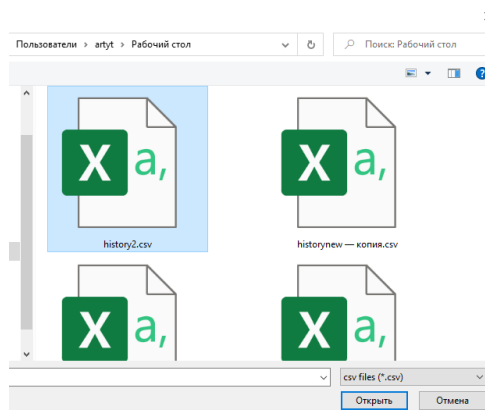 Пользователи › artyt › Рабочий стол
Поиск: Рабочий стол
?
X a,
X a,
history2.csv
historynew — копия.csv
X a,
X a,
csv files (*.csv)
Открыть
Отмена